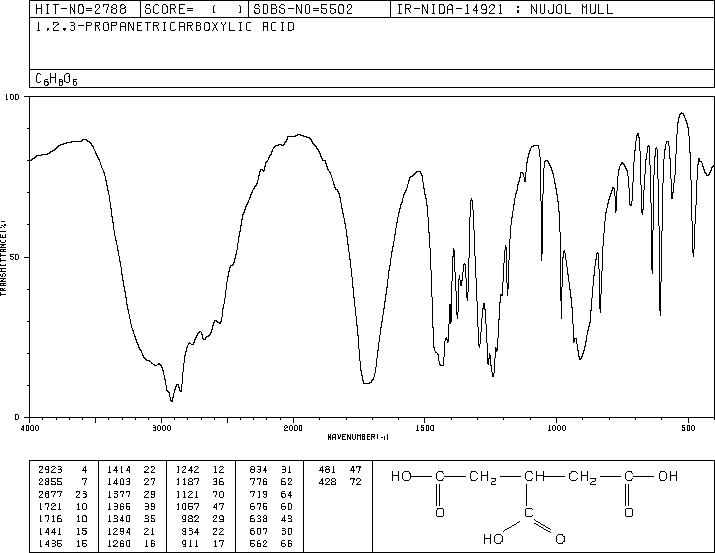 HIT-NO=2788 SCORE= ( ) SDBS-NO=5502 IR-NIDA-14921 : NUJOL MULL
1,2,3-PROPANETRICARBOXYLIC ACID
C6H8O6
100
50
0
TRANSMITTANCE(%)
4000 3000 2000 1500 1000 500
WAVENUMBER(-1)
2923 4 1414 22 1242 12 834 31 481 47
2855 7 1403 27 1187 36 776 62 428 72
2677 23 1377 29 1121 70 719 64
1721 10 1366 39 1057 47 676 60
1716 10 1340 35 982 29 638 43
1441 15 1294 21 934 22 607 30
1435 15 1260 16 911 17 562 66
HO C CH2 CH CH2 C OH
O C O
HO O